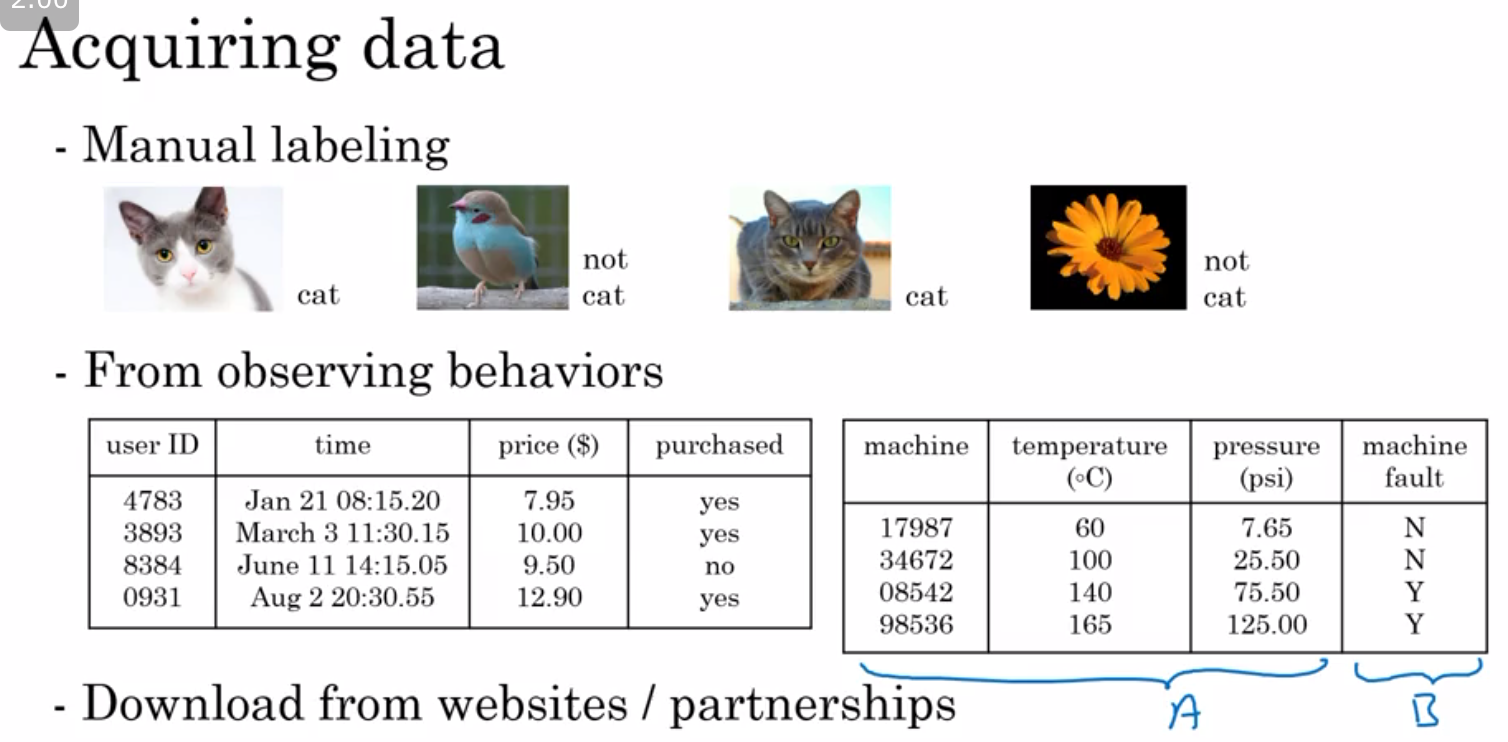 2:00
Acquiring data
- Manual labeling
cat
not
cat
cat
not
cat
- From observing behaviors
user ID time price ($) purchased
4783 Jan 21 08:15.20 7.95 yes
3893 March 3 11:30.15 10.00 yes
8384 June 11 14:15.05 9.50 no
0931 Aug 2 20:30.55 12.90 yes
machine temperature pressure machine
(°C) (psi) fault
17987 60 7.65 N
34672 100 25.50 N
08542 140 75.50 Y
98536 165 125.00 Y
A B
- Download from websites / partnerships